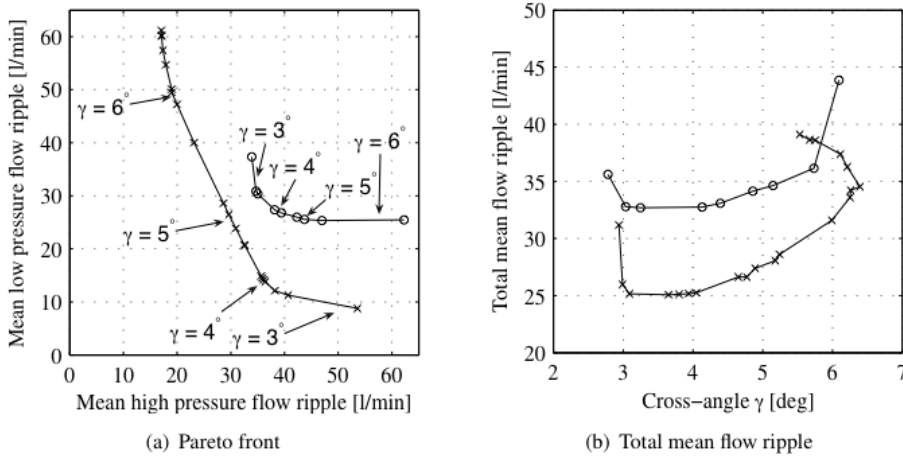 Mean low pressure flow ripple [l/min]
60
50
40
30
20
10
0
γ = 6°
γ = 3°
γ = 4°
γ = 6°
γ = 5°
γ = 5°
γ = 4°
γ = 3°
0 10 20 30 40 50 60
Mean high pressure flow ripple [l/min]
(a) Pareto front
Total mean flow ripple [l/min]
50
45
40
35
30
25
20
2 3 4 5 6 7
Cross−angle γ [deg]
(b) Total mean flow ripple